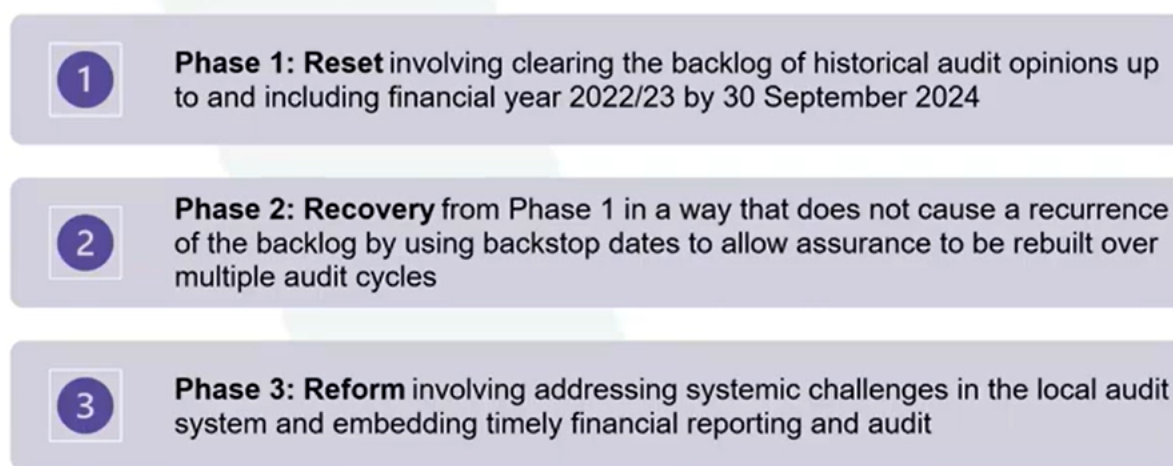 1
Phase 1: Reset involving clearing the backlog of historical audit opinions up
to and including financial year 2022/23 by 30 September 2024
2
Phase 2: Recovery from Phase 1 in a way that does not cause a recurrence
of the backlog by using backstop dates to allow assurance to be rebuilt over
multiple audit cycles
3
Phase 3: Reform involving addressing systemic challenges in the local audit
system and embedding timely financial reporting and audit